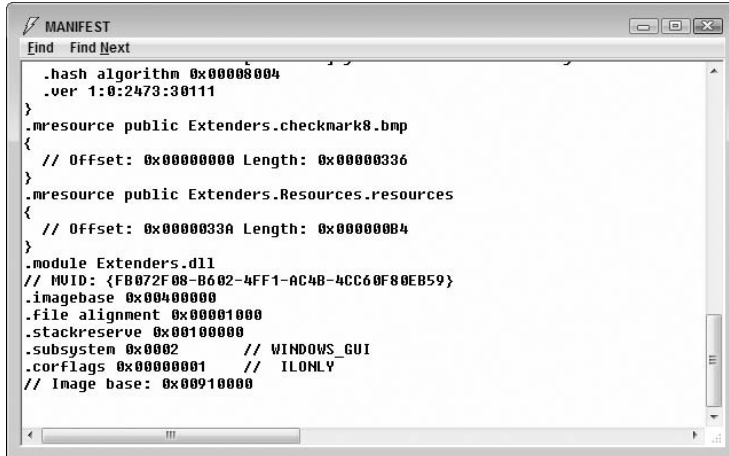 MANIFEST
Find Find Next
.hash algorithm 0x00008004
.ver 1:0:2473:30111
}
.mresource public Extenders.checkmark8.bmp
{
// Offset: 0x00000000 Length: 0x00000336
}
.mresource public Extenders.Resources.resources
{
// Offset: 0x0000033A Length: 0x000000B4
}
.module Extenders.dll
// MVID: {FB072F08-B602-4FF1-AC4B-4CC60F80EB59}
.imagebase 0x00400000
.file alignment 0x00001000
.stackreserve 0x00100000
.subsystem 0x0002 // WINDOWS_GUI
.corflags 0x00000001 // ILONLY
// Image base: 0x00910000